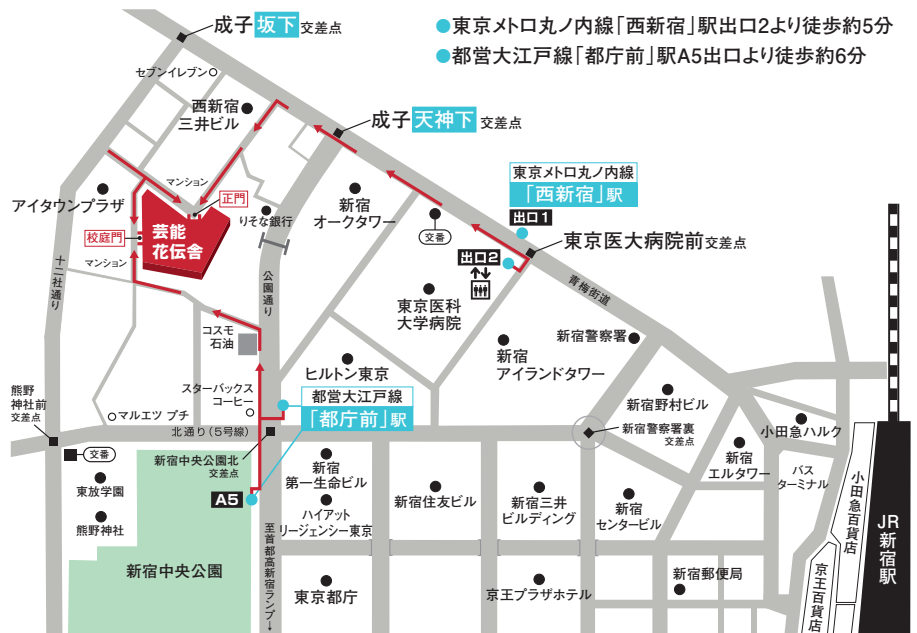 ●東京メトロ丸ノ内線「西新宿」駅出口2より徒歩約5分
●都営大江戸線「都庁前」駅A5出口より徒歩約6分
成子坂下交差点
セブンイレブン
西新宿
三井ビル
成子天神下交差点
マンション
正門
アイタウンプラザ
校庭門
芸能
花伝舎
マンション
りそな銀行
新宿
オークタワー
交番
東京メトロ丸ノ内線
「西新宿」駅
出口1
出口2
東京医大病院前交差点
青梅街道
十二社通り
公園通り
東京医科
大学病院
コスモ
石油
新宿
アイランドタワー
新宿警察署
ヒルトン東京
スターバックス
コーヒー
都営大江戸線
「都庁前」駅
熊野
神社前
交差点
マルエツ プチ
北通り(5号線)
新宿野村ビル
新宿警察署裏
交差点
小田急ハルク
新宿
エルタワー
バス
ターミナル
交番
東放学園
熊野神社
新宿中央公園北
交差点
A5
新宿
第一生命ビル
ハイアット
リージェンシー東京
新宿住友ビル
新宿三井
ビルディング
新宿
センタービル
小田急百貨店
JR新宿駅
新宿中央公園
至首都高新宿ランプ→
東京都庁
京王プラザホテル
新宿郵便局
京王百貨店